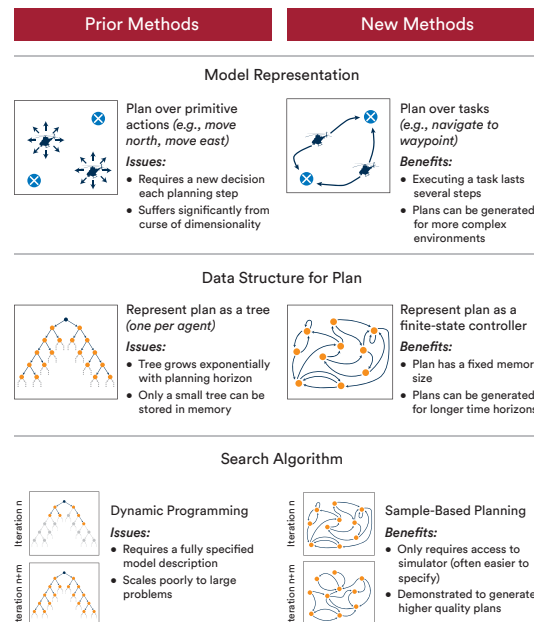 Prior Methods
New Methods
Model Representation
Plan over primitive
actions (e.g., move
north, move east)
Issues:
• Requires a new decision
each planning step
• Suffers significantly from
curse of dimensionality
Plan over tasks
(e.g., navigate to
waypoint)
Benefits:
• Executing a task lasts
several steps
• Plans can be generated
for more complex
environments
Data Structure for Plan
Represent plan as a tree
(one per agent)
Issues:
• Tree grows exponentially
with planning horizon
• Only a small tree can be
stored in memory
Represent plan as a
finite-state controller
Benefits:
• Plan has a fixed memor
size
• Plans can be generated
for longer time horizons
Search Algorithm
Iteration n
teration n+m
Dynamic Programming
Issues:
• Requires a fully specified
model description
• Scales poorly to large
problems
Iteration n
teration n+m
Sample-Based Planning
Benefits:
• Only requires access to
simulator (often easier to
specify)
• Demonstrated to generate
higher quality plans